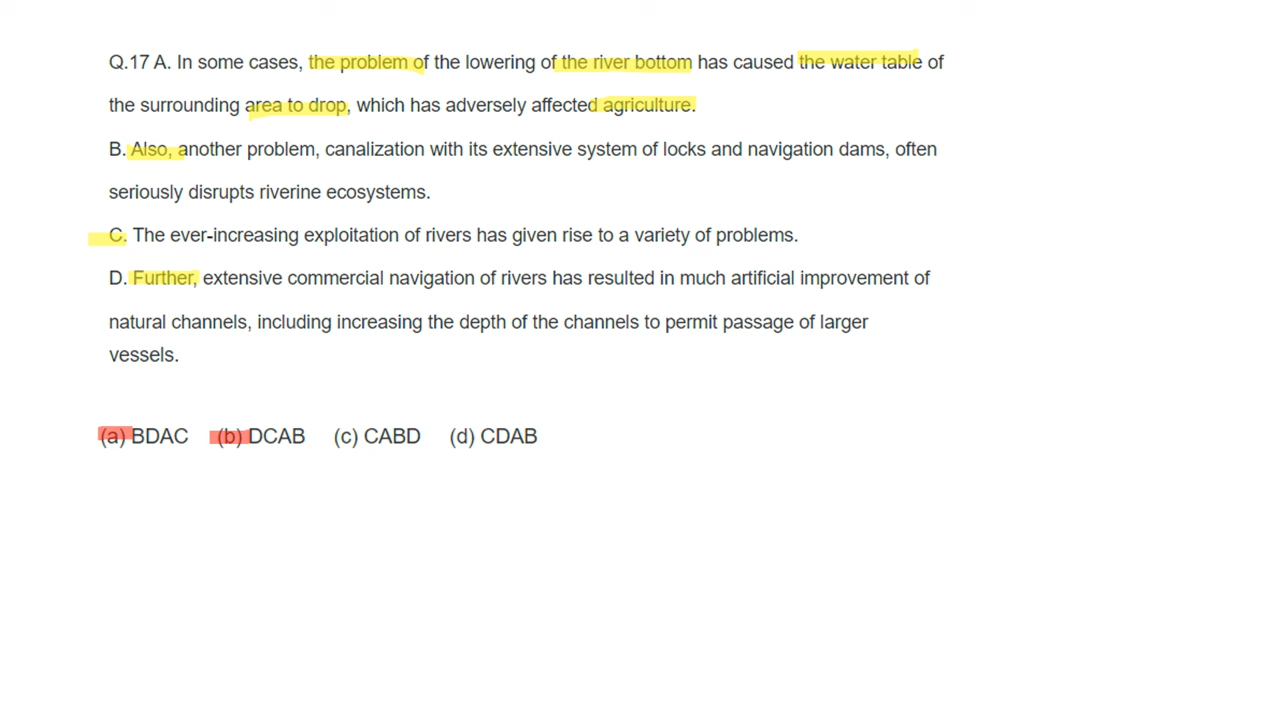 Q.17 A. In some cases, the problem of the lowering of the river bottom has caused the water table of
the surrounding area to drop, which has adversely affected agriculture.
B. Also, another problem, canalization with its extensive system of locks and navigation dams, often
seriously disrupts riverine ecosystems.
C. The ever-increasing exploitation of rivers has given rise to a variety of problems.
D. Further, extensive commercial navigation of rivers has resulted in much artificial improvement of
natural channels, including increasing the depth of the channels to permit passage of larger
vessels.
(a) BDAC (b) DCAB (c) CABD (d) CDAB